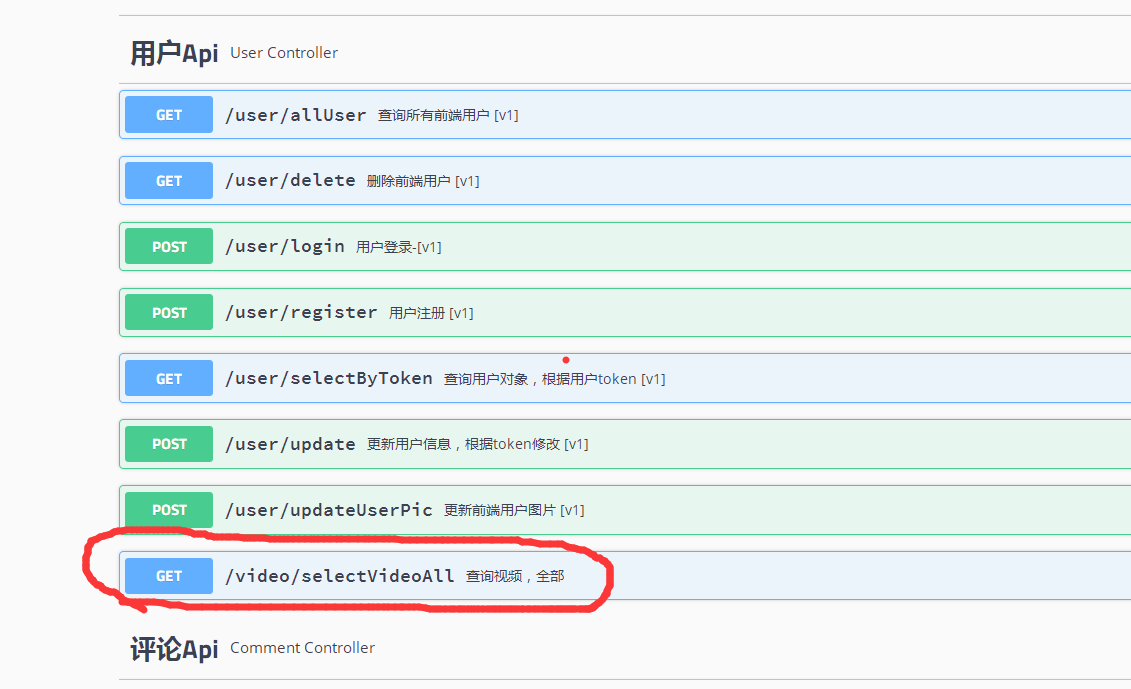 用户Api User Controller
GET /user/allUser 查询所有前端用户 [v1]
GET /user/delete 删除前端用户 [v1]
POST /user/login 用户登录-[v1]
POST /user/register 用户注册 [v1]
GET /user/selectByToken 查询用户对象，根据用户token [v1]
POST /user/update 更新用户信息，根据token修改 [v1]
POST /user/updateUserPic 更新前端用户图片 [v1]
GET /video/selectVideoAll 查询视频，全部
评论Api Comment Controller